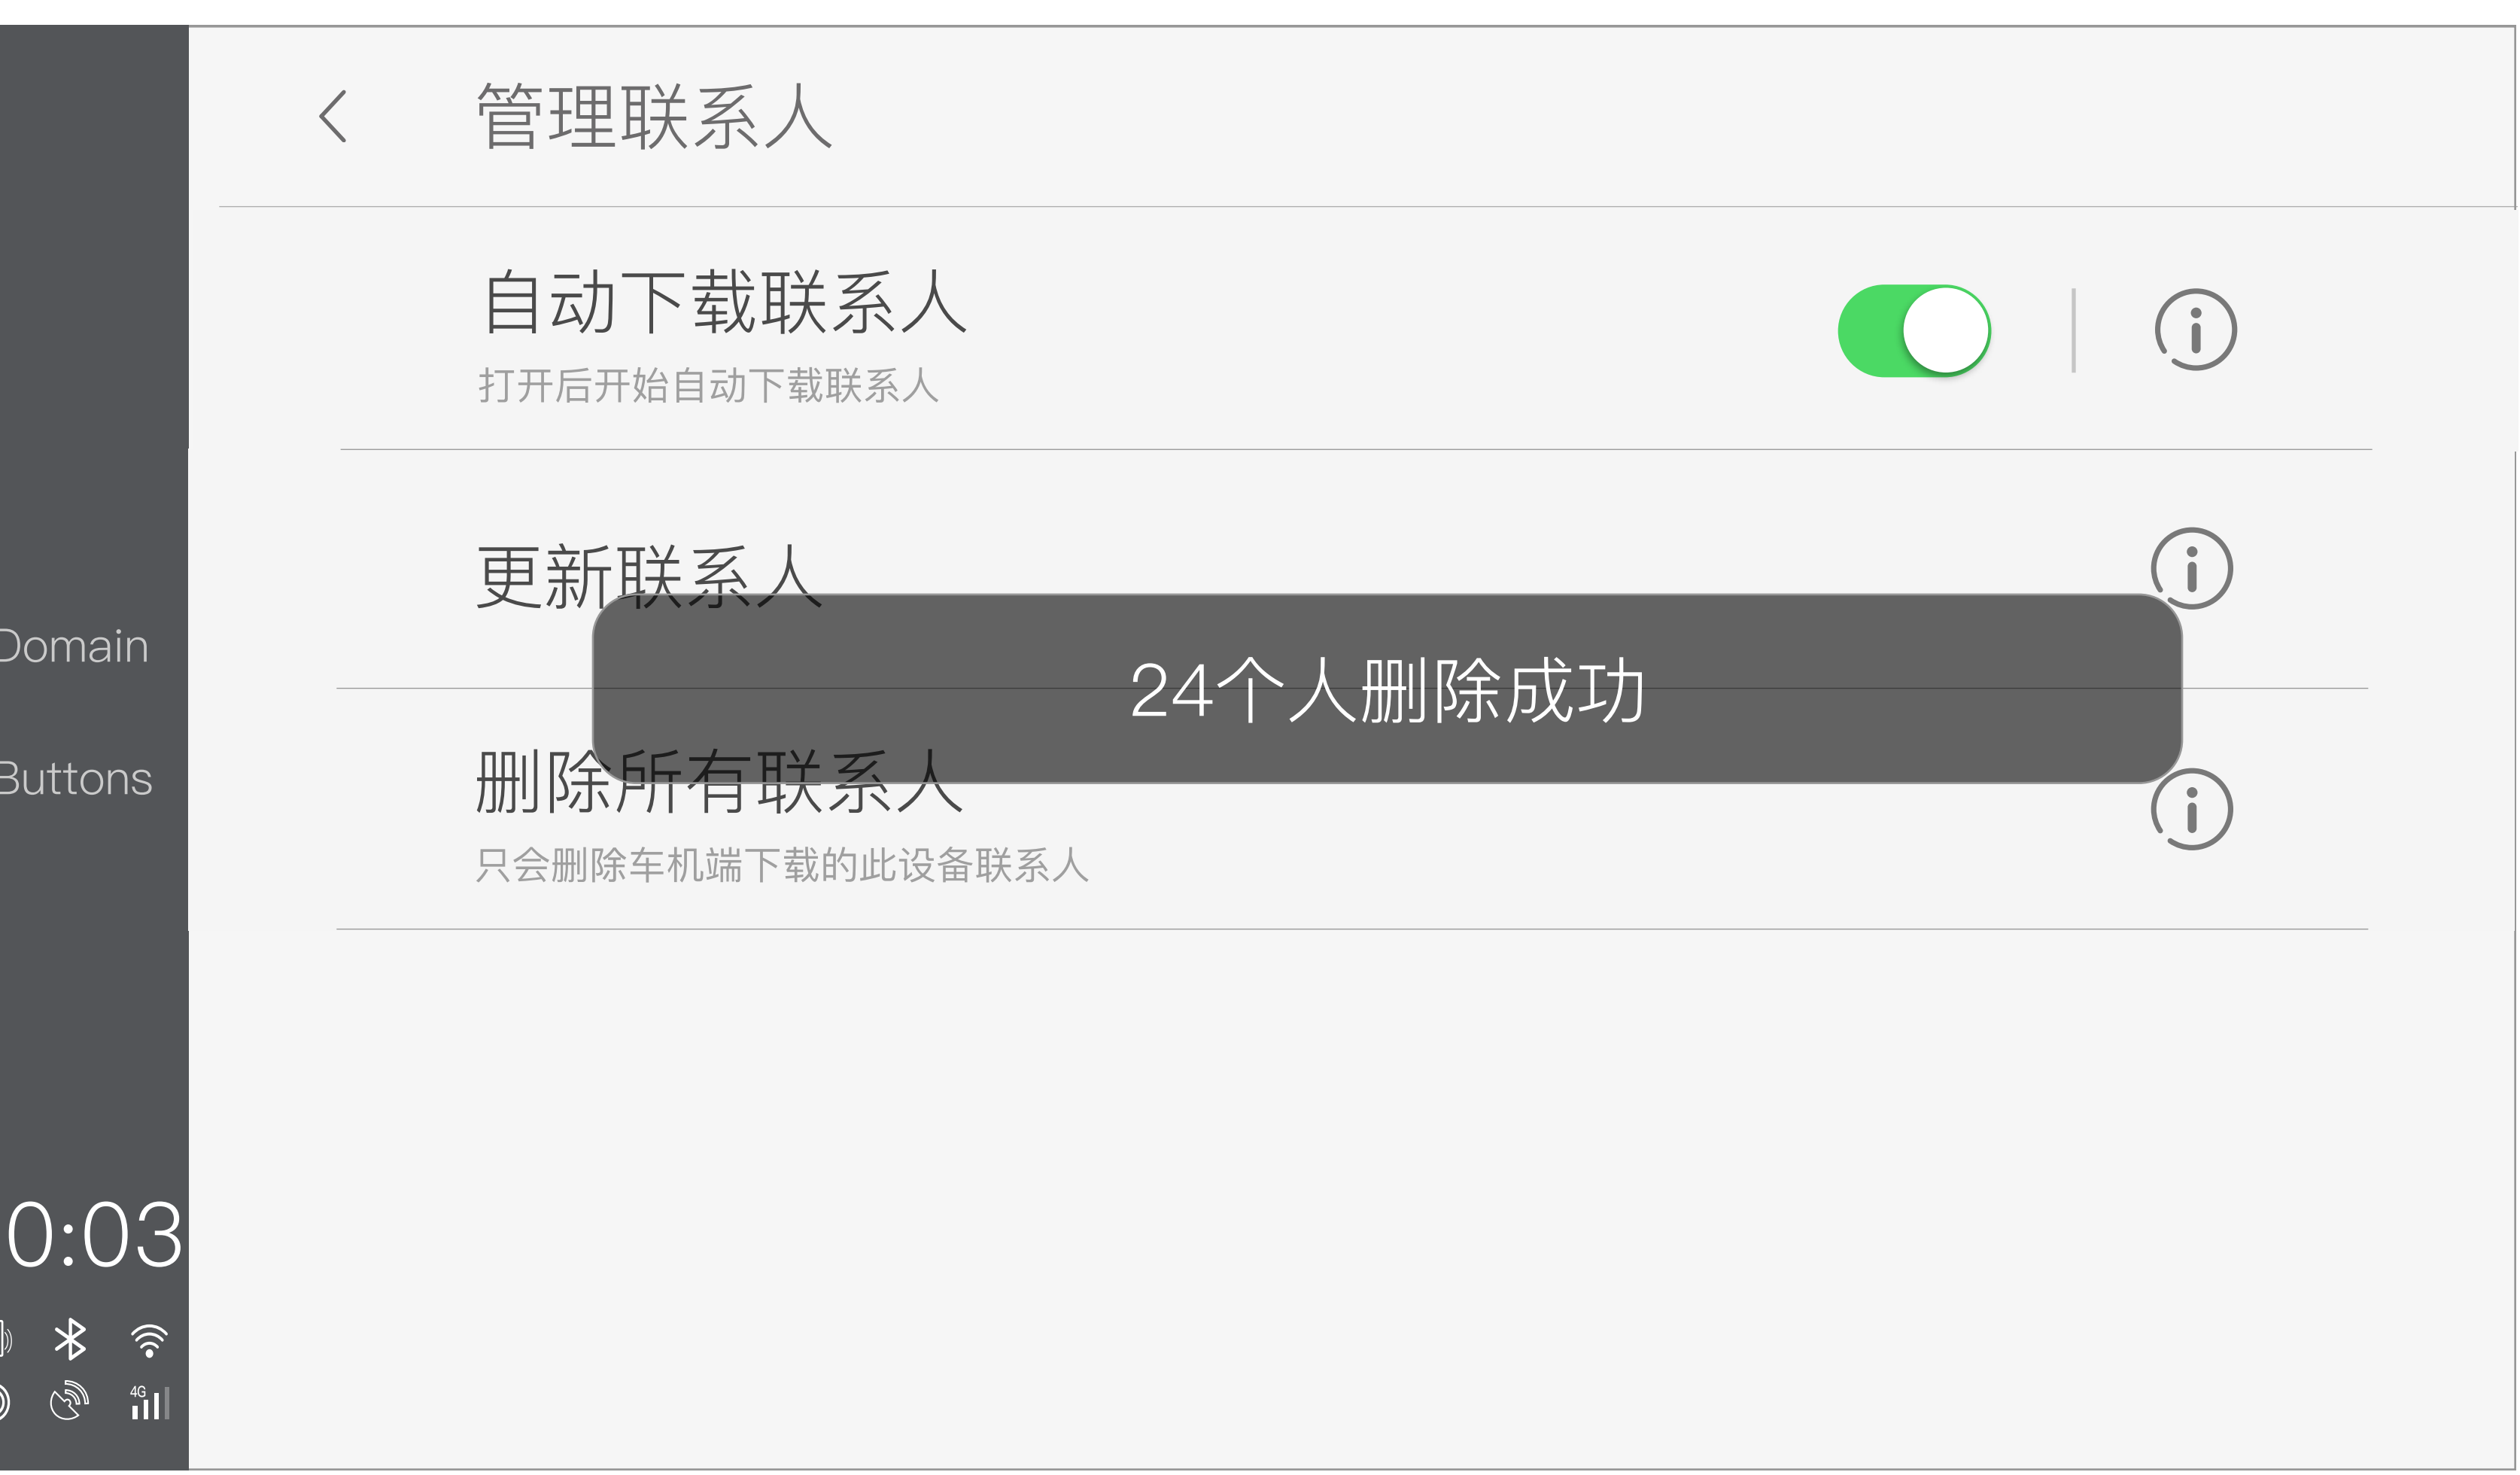 管理联系人
自动下载联系人
打开后开始自动下载联系人
更新联系人
Domain
24个人删除成功
Buttons
删除所有联系人
只会删除车机端下载的此设备联系人
0:03
4G